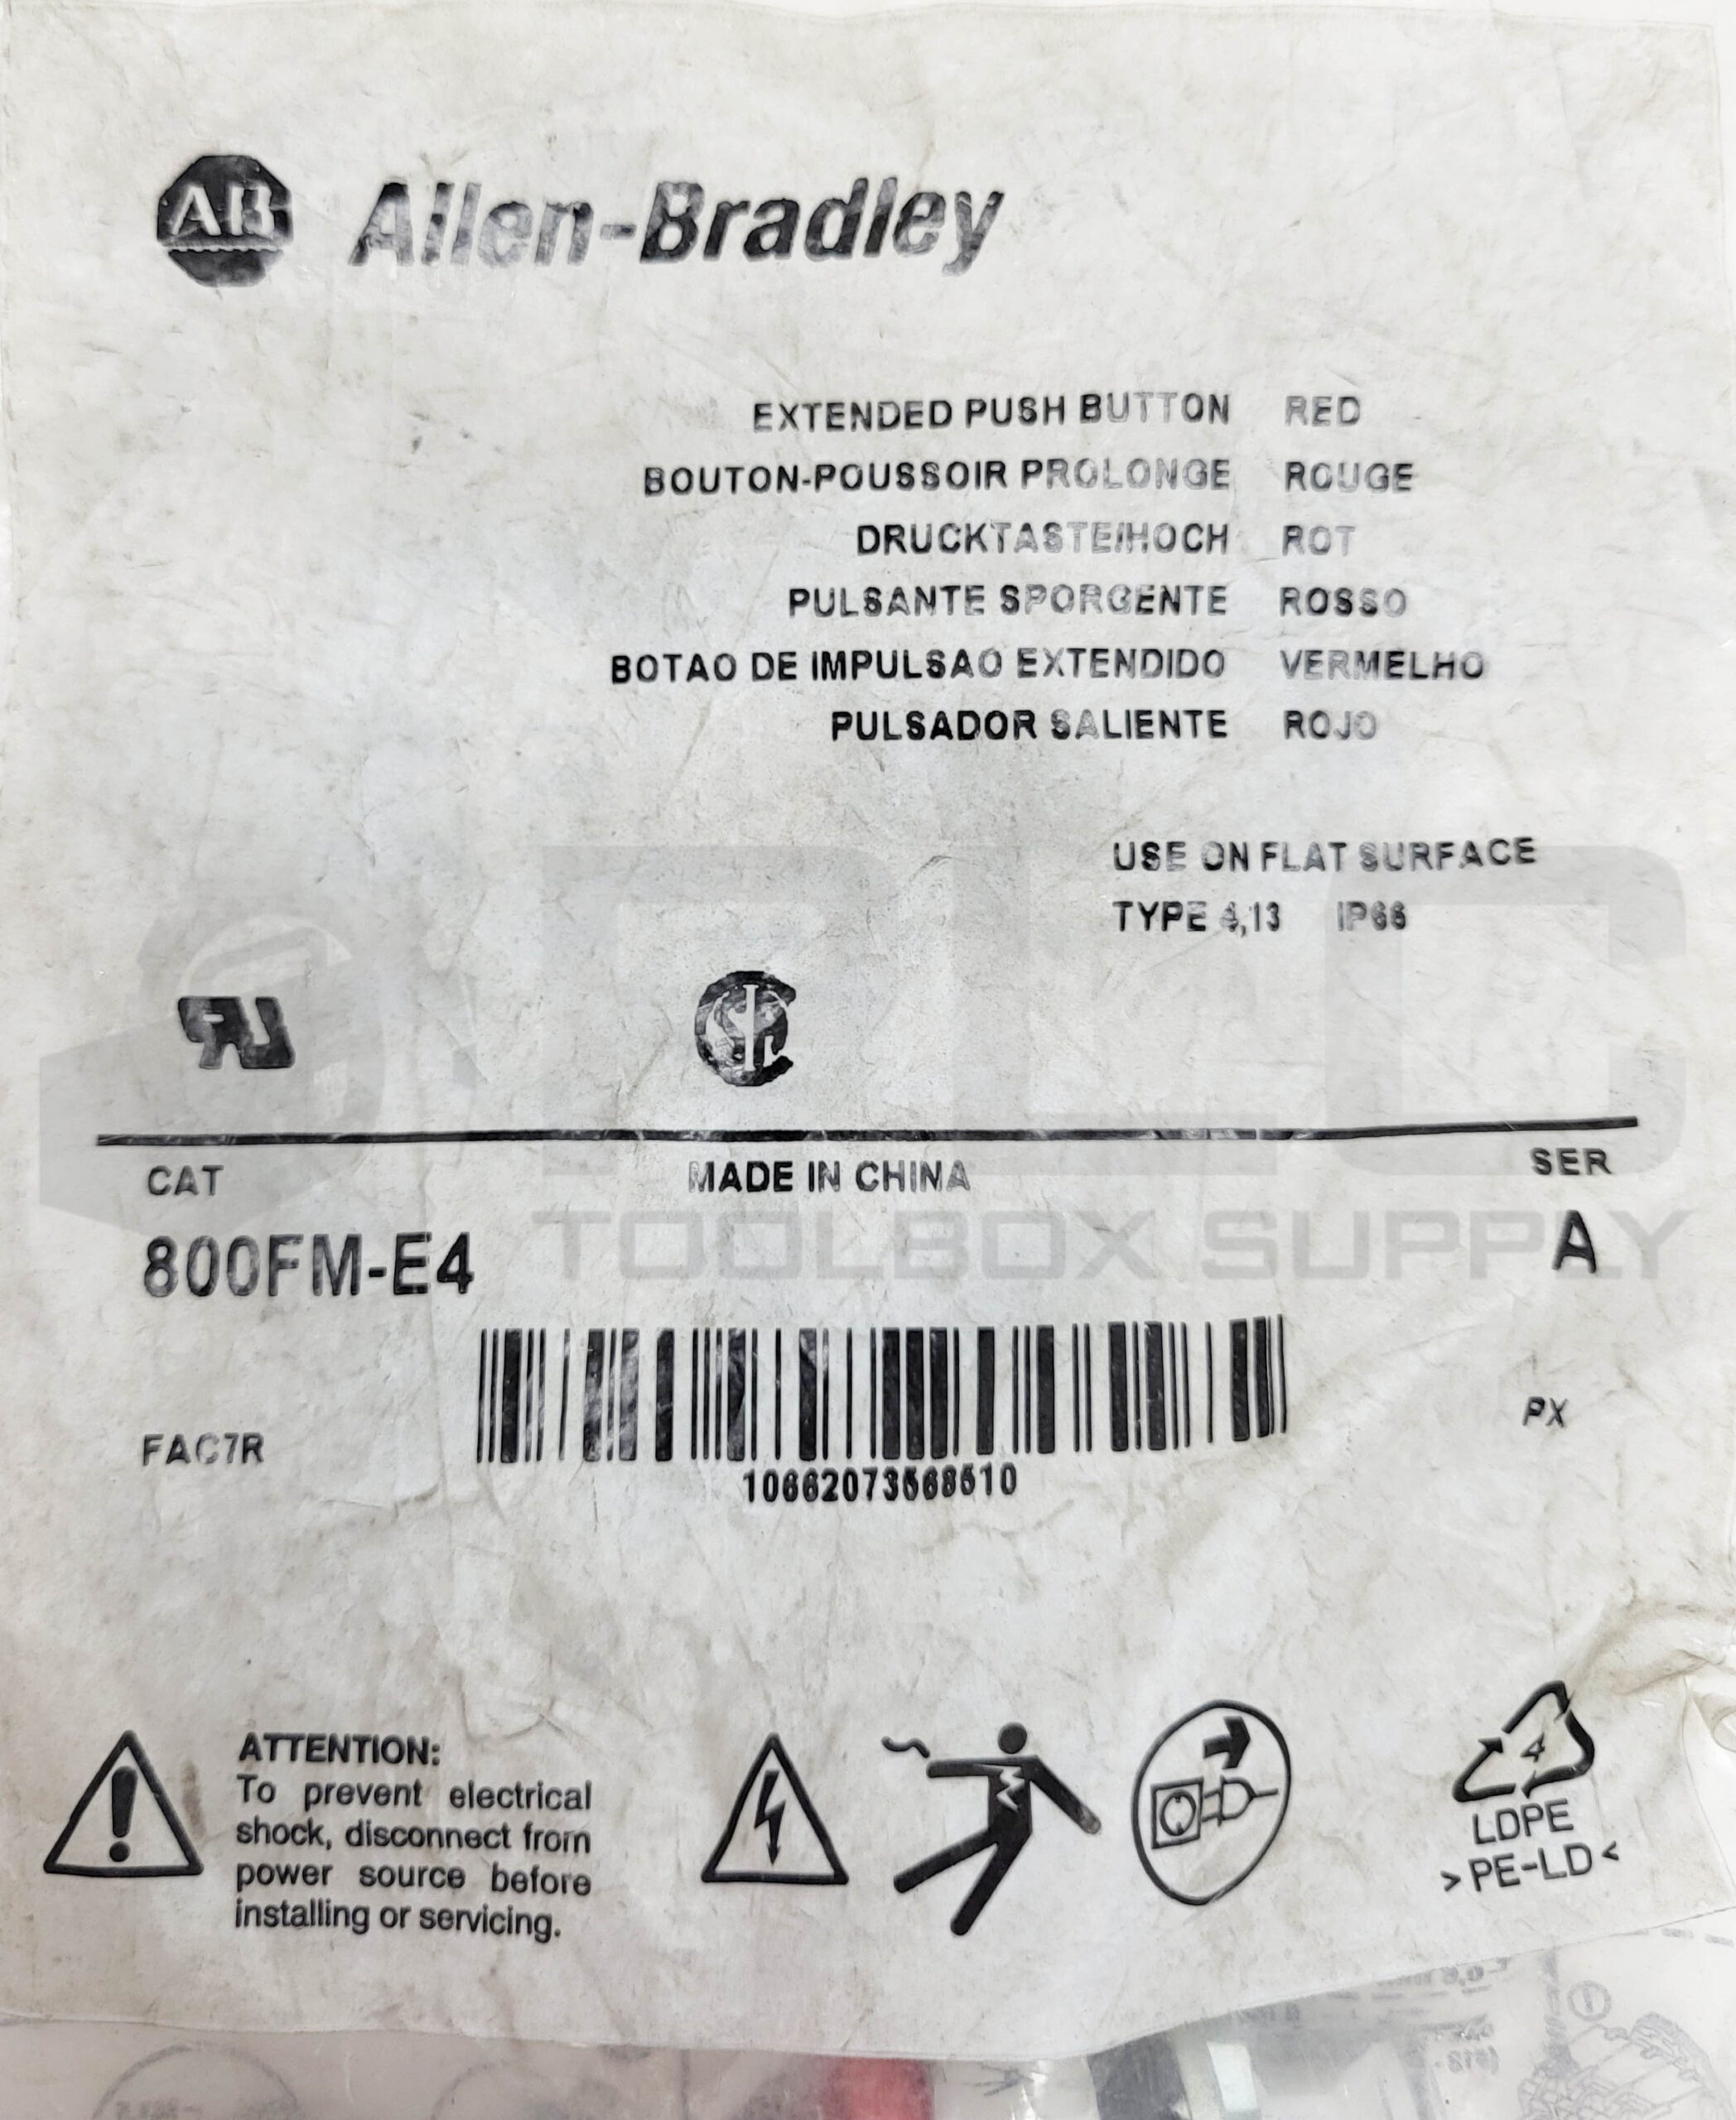 AB Allen-Bradley
EXTENDED PUSH BUTTON RED
BOUTON-POUSSOIR PROLONGE ROUGE
DRUCKTASTE/HOCH ROT
PULSANTE SPORGENTE ROSSO
BOTAO DE IMPULSAO EXTENDIDO VERMELHO
PULSADOR SALIENTE ROJO
USE ON FLAT SURFACE
TYPE 4,13 IP66
PLC
TOOLBOX SUPPLY
CAT MADE IN CHINA SER
800FM-E4 A
FAC7R PX
ATTENTION:
To prevent electrical
shock, disconnect from
power source before
installing or servicing.
4
LDPE
>PE-LD<